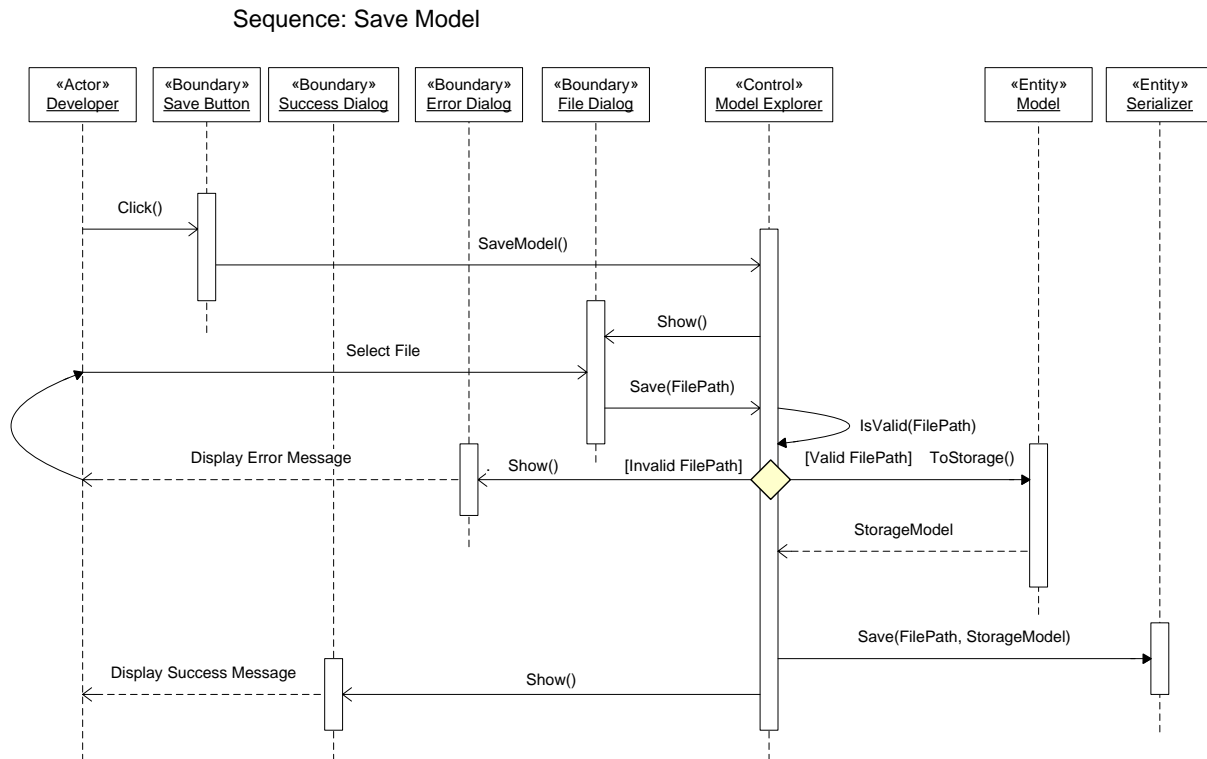 Sequence: Save Model
«Actor»
Developer
«Boundary»
Save Button
«Boundary»
Success Dialog
«Boundary»
Error Dialog
«Boundary»
File Dialog
«Control»
Model Explorer
«Entity»
Model
«Entity»
Serializer
Click()
SaveModel()
Show()
Select File
Save(FilePath)
IsValid(FilePath)
Display Error Message
Show()
[Invalid FilePath]
[Valid FilePath]
ToStorage()
StorageModel
Save(FilePath, StorageModel)
Display Success Message
Show()